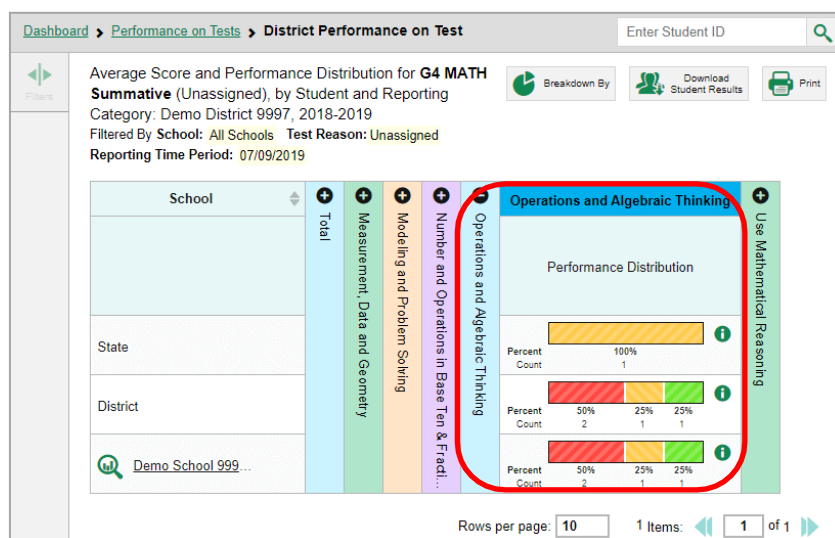 Dashboard > Performance on Tests > District Performance on Test
Enter Student ID
Filters
Average Score and Performance Distribution for G4 MATH
Summative (Unassigned), by Student and Reporting
Category: Demo District 9997, 2018-2019
Filtered By School: All Schools Test Reason: Unassigned
Reporting Time Period: 07/09/2019
Breakdown By
Download
Student Results
Print
School
Total
Measurement, Data and Geometry
Modeling and Problem Solving
Number and Operations in Base Ten & Fracti...
Operations and Algebraic Thinking
Operations and Algebraic Thinking
Use Mathematical Reasoning
Performance Distribution
State
Percent 100%
Count 1
District
Percent 50% 25% 25%
Count 2 1 1
Demo School 999...
Percent 50% 25% 25%
Count 2 1 1
Rows per page: 10 1 Items: 1 of 1